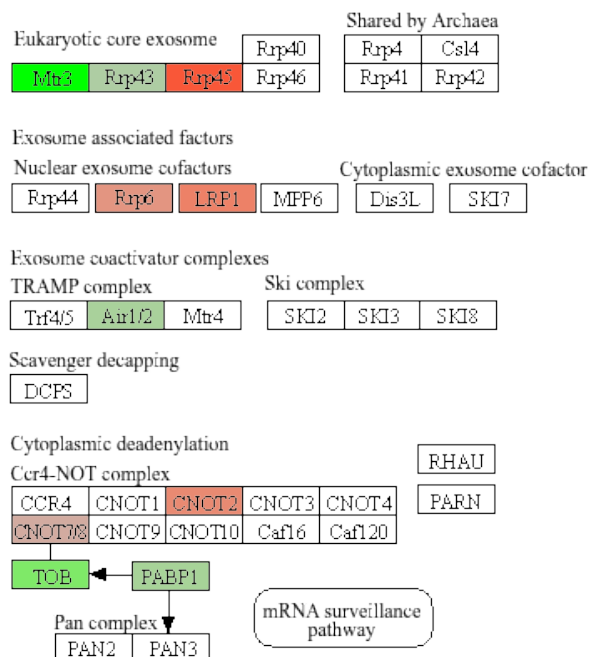 Eukaryotic core exosome
Shared by Archaea
Rrp40
Rrp4 Csl4
Mtr3 Rrp43 Rrp45 Rrp46
Rrp41 Rrp42
Exosome associated factors
Nuclear exosome cofactors
Cytoplasmic exosome cofactor
Rrp44 Rrp6 LRP1 MPP6
Dis3L SKI7
Exosome coactivator complexes
TRAMP complex
Ski complex
Trf4/5 Air1/2 Mtr4
SKI2 SKI3 SKI8
Scavenger decapping
DCPS
Cytoplasmic deadenylation
Ccr4-NOT complex
RHAU
CCR4 CNOT1 CNOT2 CNOT3 CNOT4
PARN
CNOT7/8 CNOT9 CNOT10 Caf16 Caf120
TOB PABP1
Pan complex
mRNA surveillance
pathway
PAN2 PAN3